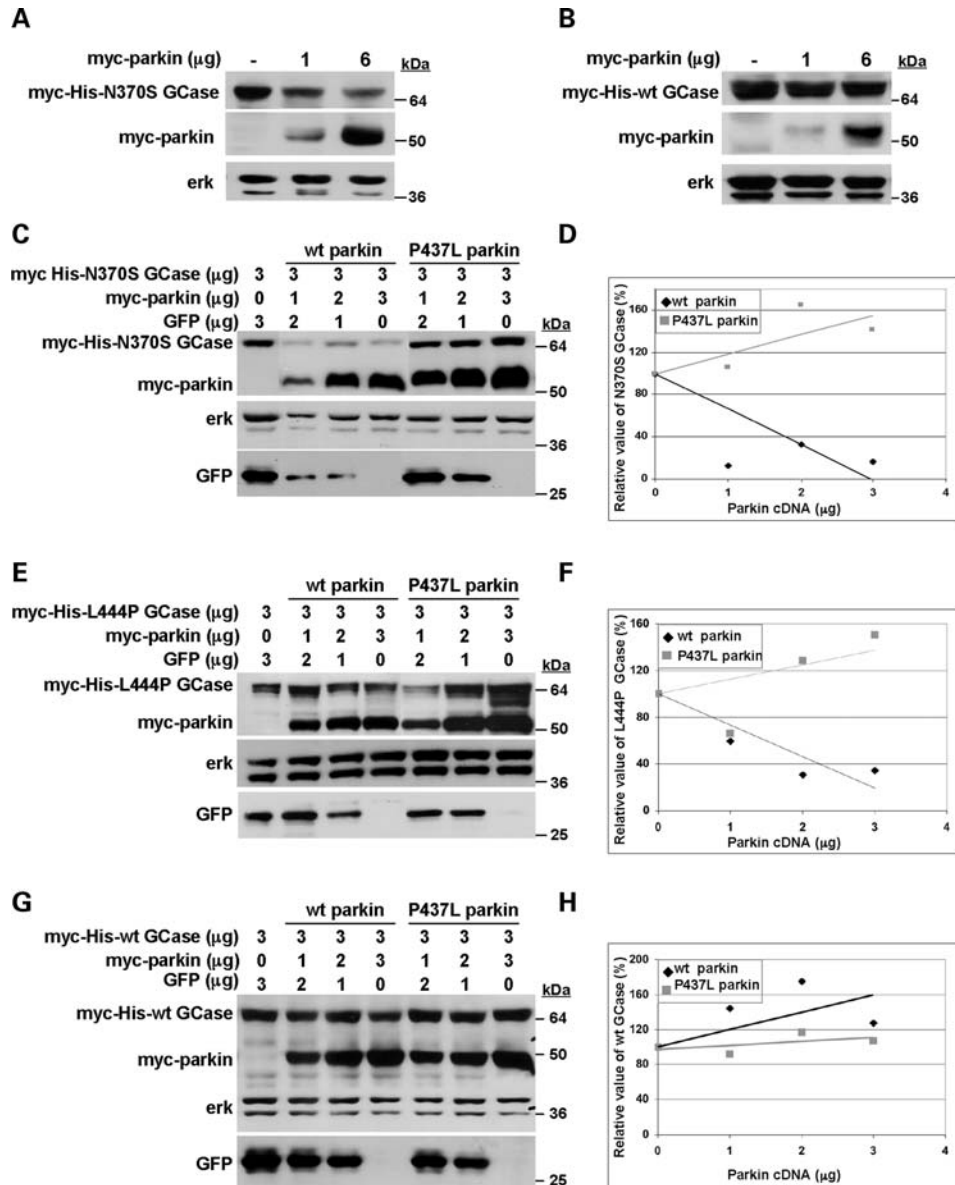 A
myc-parkin (μg) - 1 6 kDa
myc-His-N370S GCase
64
myc-parkin
50
erk
36
B
myc-parkin (μg) - 1 6 kDa
myc-His-wt GCase
64
myc-parkin
50
erk
36
C
wt parkin P437L parkin
myc His-N370S GCase (μg) 3 3 3 3 3 3 3
myc-parkin (μg) 0 1 2 3 1 2 3
GFP (μg) 3 2 1 0 2 1 0 kDa
myc-His-N370S GCase
64
myc-parkin
50
erk
36
GFP
25
D
Relative value of N370S GCase (%)
wt parkin
P437L parkin
160
120
80
40
0
0 1 2 3 4
Parkin cDNA (μg)
E
wt parkin P437L parkin
myc-His-L444P GCase (μg) 3 3 3 3 3 3 3
myc-parkin (μg) 0 1 2 3 1 2 3
GFP (μg) 3 2 1 0 2 1 0 kDa
myc-His-L444P GCase
64
myc-parkin
50
erk
36
GFP
25
F
Relative value of L444P GCase (%)
wt parkin
P437L parkin
160
120
80
40
0
0 1 2 3 4
Parkin cDNA (μg)
G
wt parkin P437L parkin
myc-His-wt GCase (μg) 3 3 3 3 3 3 3
myc-parkin (μg) 0 1 2 3 1 2 3
GFP (μg) 3 2 1 0 2 1 0 kDa
myc-His-wt GCase
64
myc-parkin
50
erk
36
GFP
25
H
Relative value of wt GCase (%)
wt parkin
P437L parkin
200
160
120
80
40
0
0 1 2 3 4
Parkin cDNA (μg)